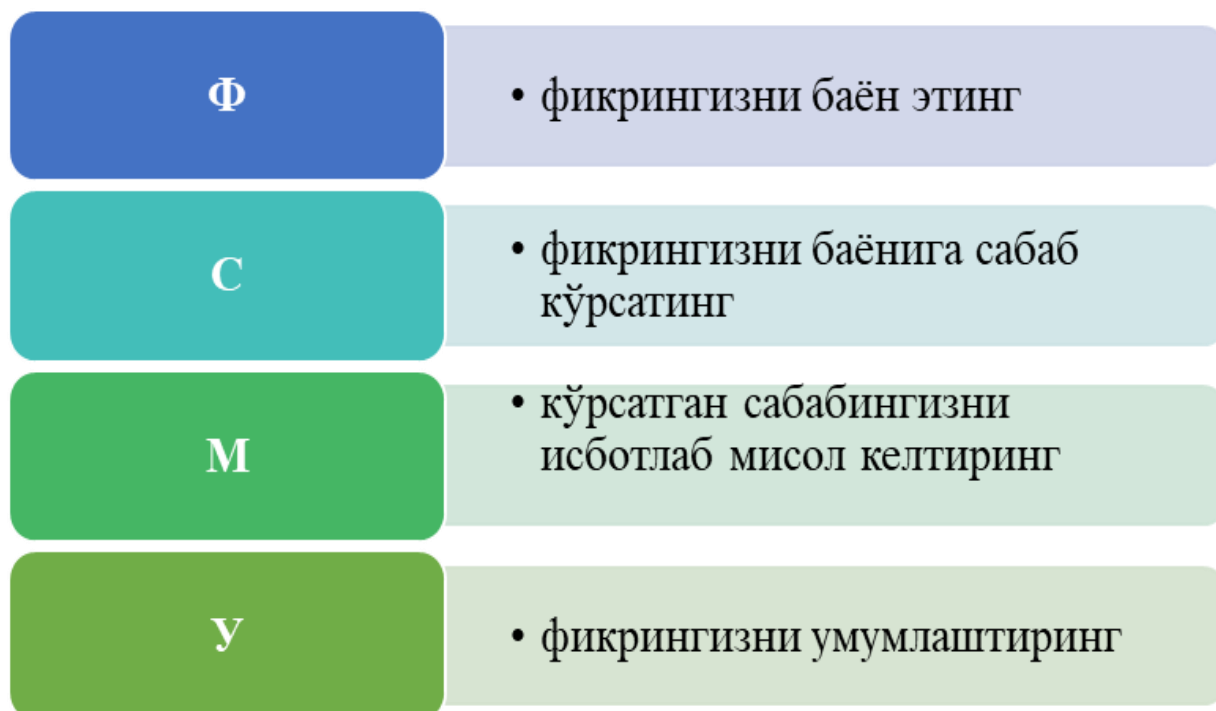 Ф
• фикрингизни баён этинг
С
• фикрингизни баёнига сабаб
кўрсатинг
М
• кўрсатган сабабингизни
исботлаб мисол келтиринг
У
• фикрингизни умумлаштиринг